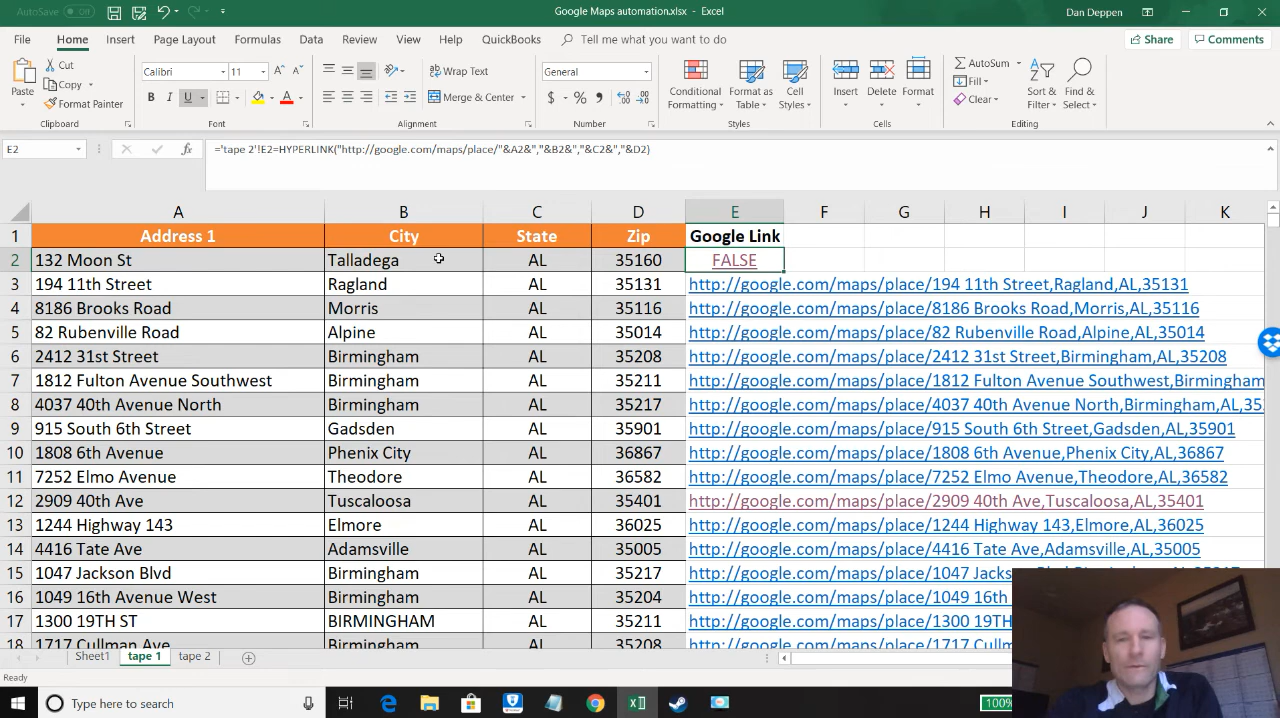 AutoSave Off Google Maps automation.xlsx - Excel Dan Deppen
File Home Insert Page Layout Formulas Data Review View Help QuickBooks Tell me what you want to do Share Comments
Paste Cut Copy Format Painter
Calibri 11
B I U A
Wrap Text
Merge & Center
General
$ % ,
Conditional Formatting Format as Table Cell Styles
Insert Delete Format
AutoSum Fill Clear
Sort & Filter Find & Select
Clipboard Font Alignment Number Styles Cells Editing
E2 fx ='tape 2'!E2=HYPERLINK("http://google.com/maps/place/"&A2&","&B2&","&C2&","&D2)
A B C D E F G H I J K
1 Address 1 City State Zip Google Link
2 132 Moon St Talladega AL 35160 FALSE
3 194 11th Street Ragland AL 35131 http://google.com/maps/place/194 11th Street,Ragland,AL,35131
4 8186 Brooks Road Morris AL 35116 http://google.com/maps/place/8186 Brooks Road,Morris,AL,35116
5 82 Rubenville Road Alpine AL 35014 http://google.com/maps/place/82 Rubenville Road,Alpine,AL,35014
6 2412 31st Street Birmingham AL 35208 http://google.com/maps/place/2412 31st Street,Birmingham,AL,35208
7 1812 Fulton Avenue Southwest Birmingham AL 35211 http://google.com/maps/place/1812 Fulton Avenue Southwest,Birmingham
8 4037 40th Avenue North Birmingham AL 35217 http://google.com/maps/place/4037 40th Avenue North,Birmingham,AL,35
9 915 South 6th Street Gadsden AL 35901 http://google.com/maps/place/915 South 6th Street,Gadsden,AL,35901
10 1808 6th Avenue Phenix City AL 36867 http://google.com/maps/place/1808 6th Avenue,Phenix City,AL,36867
11 7252 Elmo Avenue Theodore AL 36582 http://google.com/maps/place/7252 Elmo Avenue,Theodore,AL,36582
12 2909 40th Ave Tuscaloosa AL 35401 http://google.com/maps/place/2909 40th Ave,Tuscaloosa,AL,35401
13 1244 Highway 143 Elmore AL 36025 http://google.com/maps/place/1244 Highway 143,Elmore,AL,36025
14 4416 Tate Ave Adamsville AL 35005 http://google.com/maps/place/4416 Tate Ave,Adamsville,AL,35005
15 1047 Jackson Blvd Birmingham AL 35217 http://google.com/maps/place/1047 Jacks
16 1049 16th Avenue West Birmingham AL 35204 http://google.com/maps/place/1049 16th
17 1300 19TH ST BIRMINGHAM AL 35211 http://google.com/maps/place/1300 19TH
18 1717 Cullman Ave Birmingham AL 35208 http://google.com/maps/place/1717 Cullm
Sheet1 tape 1 tape 2
Ready
Type here to search 100%